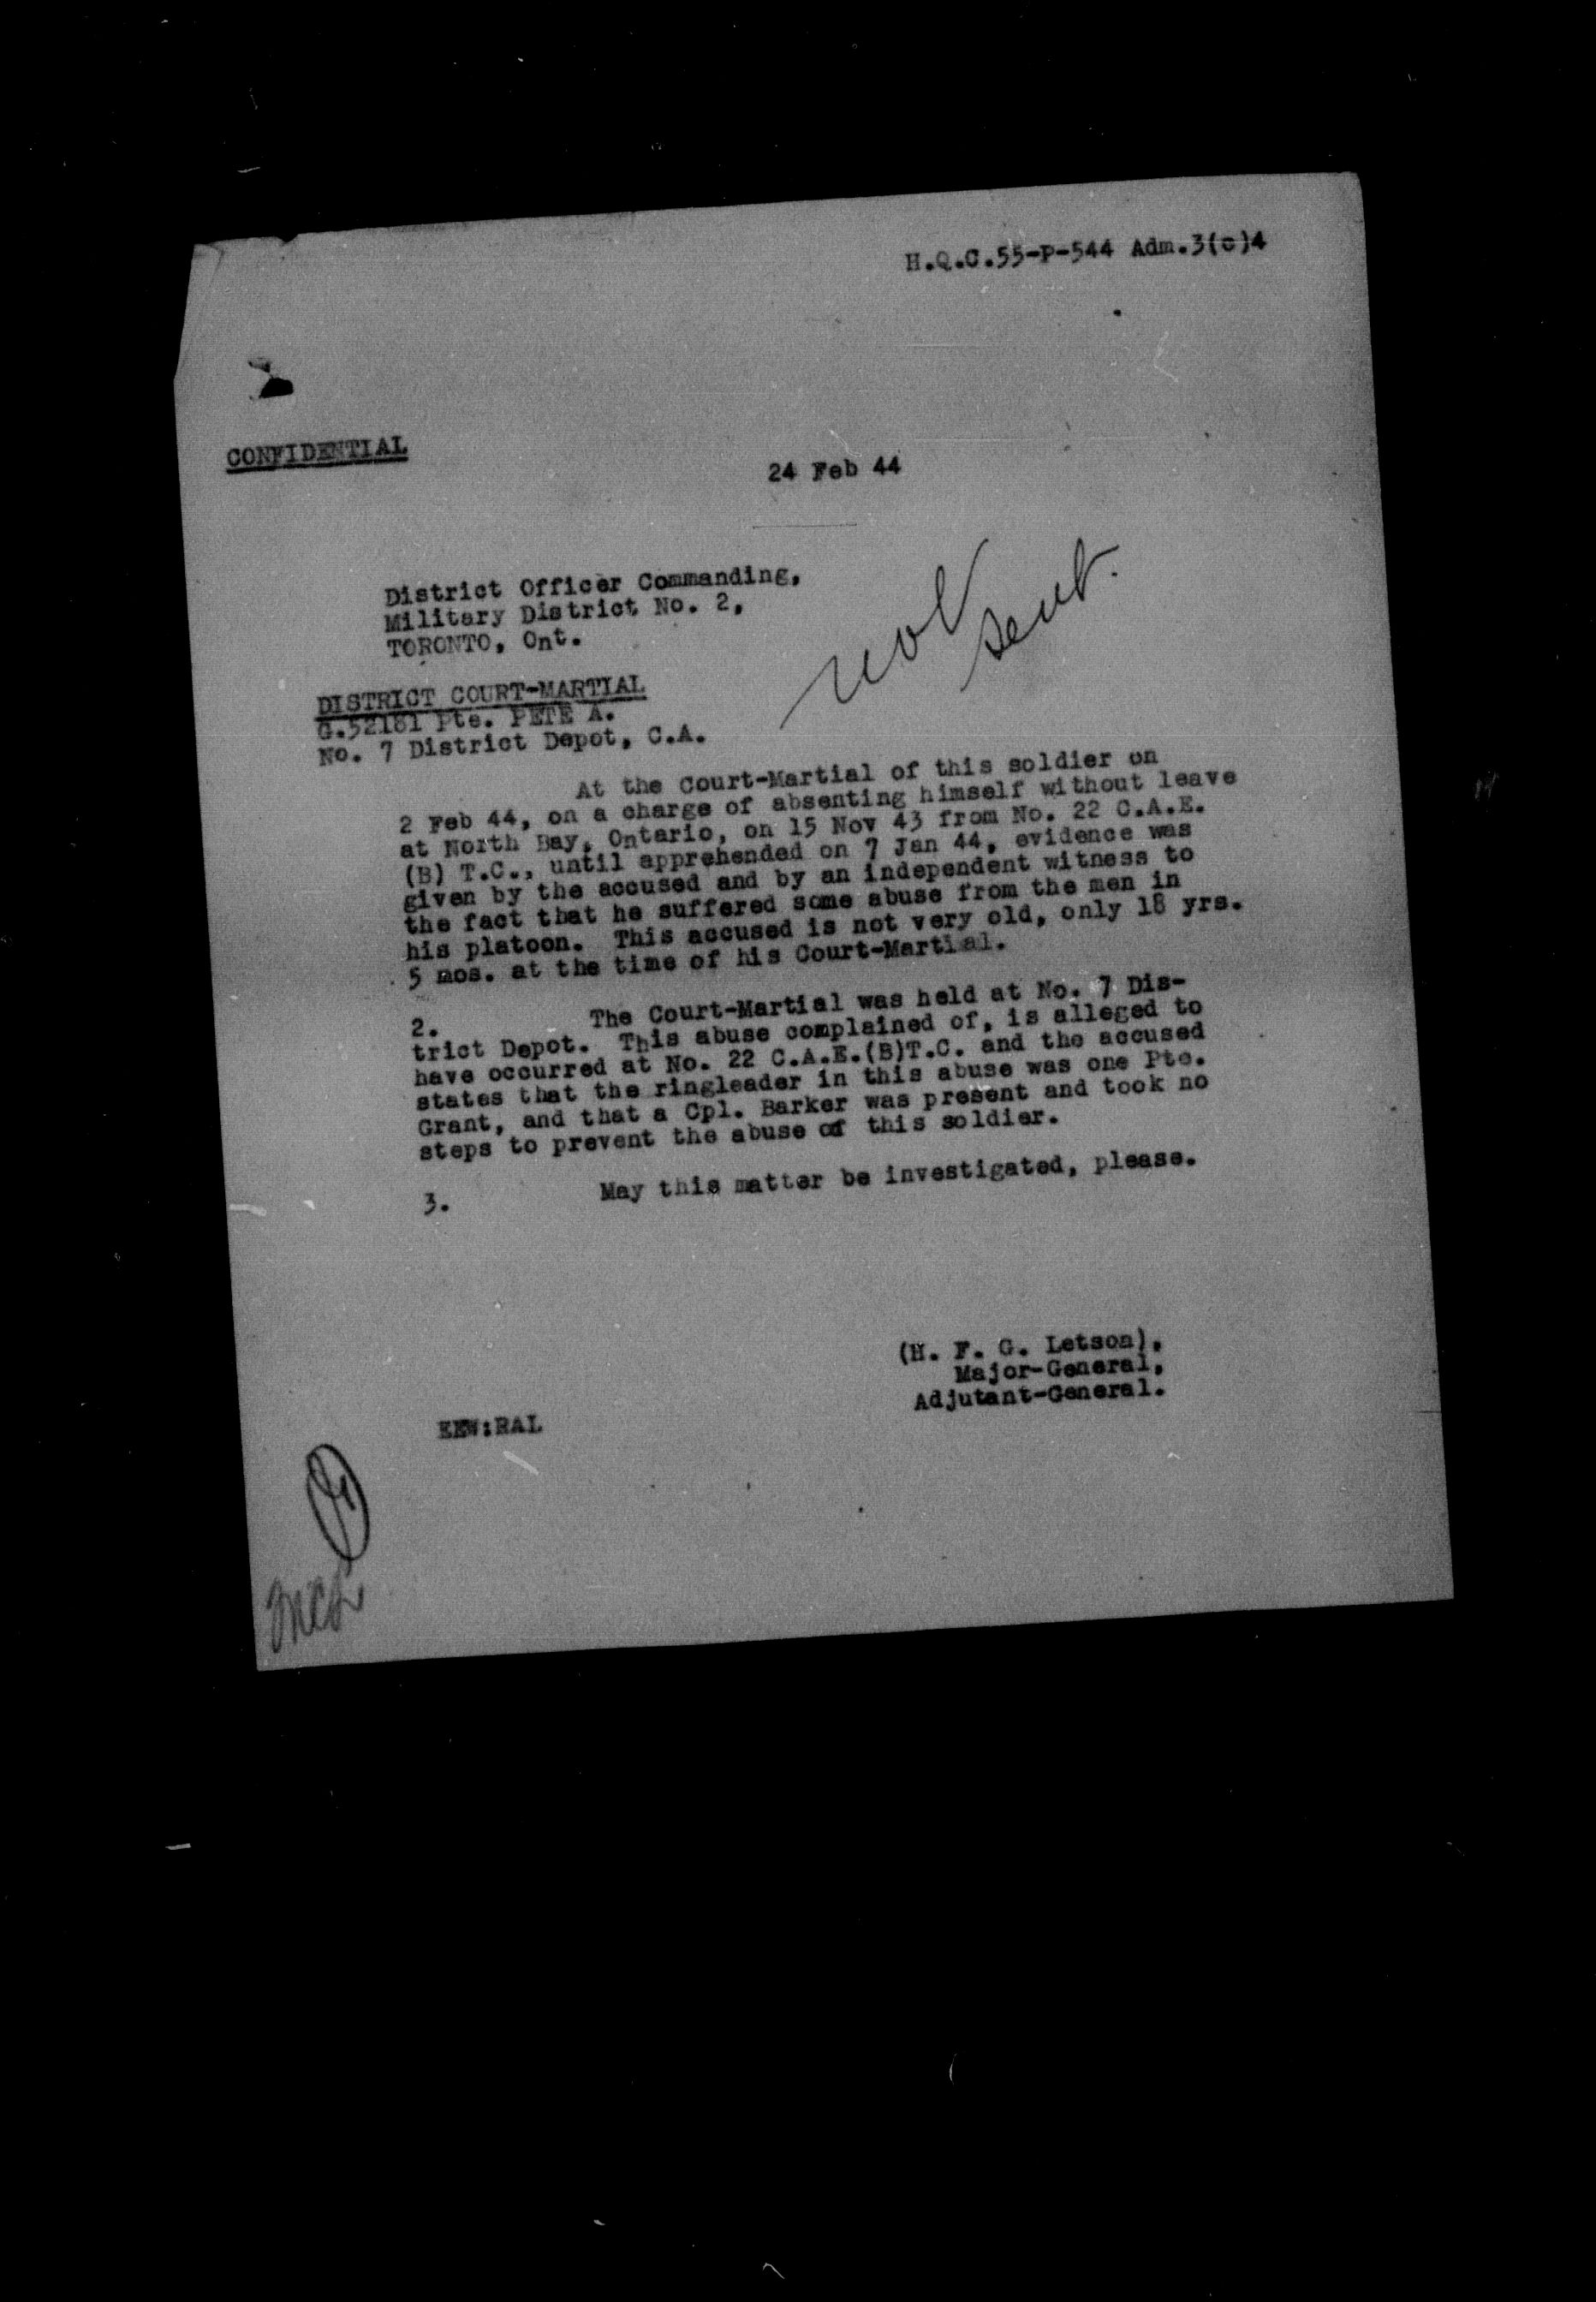 H.Q.C.55-P-544 Adm.3(c)4
CONFIDENTIAL
24 Feb 44
District Officer Commanding,
Military District No. 2,
TORONTO, Ont.
not
sent.
DISTRICT COURT-MARTIAL
G.52181 Pte. PETE A.
No. 7 District Depot, C.A.
At the Court-Martial of this soldier on
2 Feb 44, on a charge of absenting himself without leave
at North Bay, Ontario, on 15 Nov 43 from No. 22 C.A.E.
(B) T.C., until apprehended on 7 Jan 44, evidence was
given by the accused and by an independent witness to
the fact that he suffered some abuse from the men in
his platoon. This accused is not very old, only 18 yrs.
5 mos. at the time of his Court-Martial.
2. The Court-Martial was held at No. 7 Dis-
trict Depot. This abuse complained of, is alleged to
have occurred at No. 22 C.A.E.(B)T.C. and the accused
states that the ringleader in this abuse was one Pte.
Grant, and that a Cpl. Barker was present and took no
steps to prevent the abuse of this soldier.
3. May this matter be investigated, please.
(H. F. G. Letson),
Major-General,
Adjutant-General.
EEW:RAL